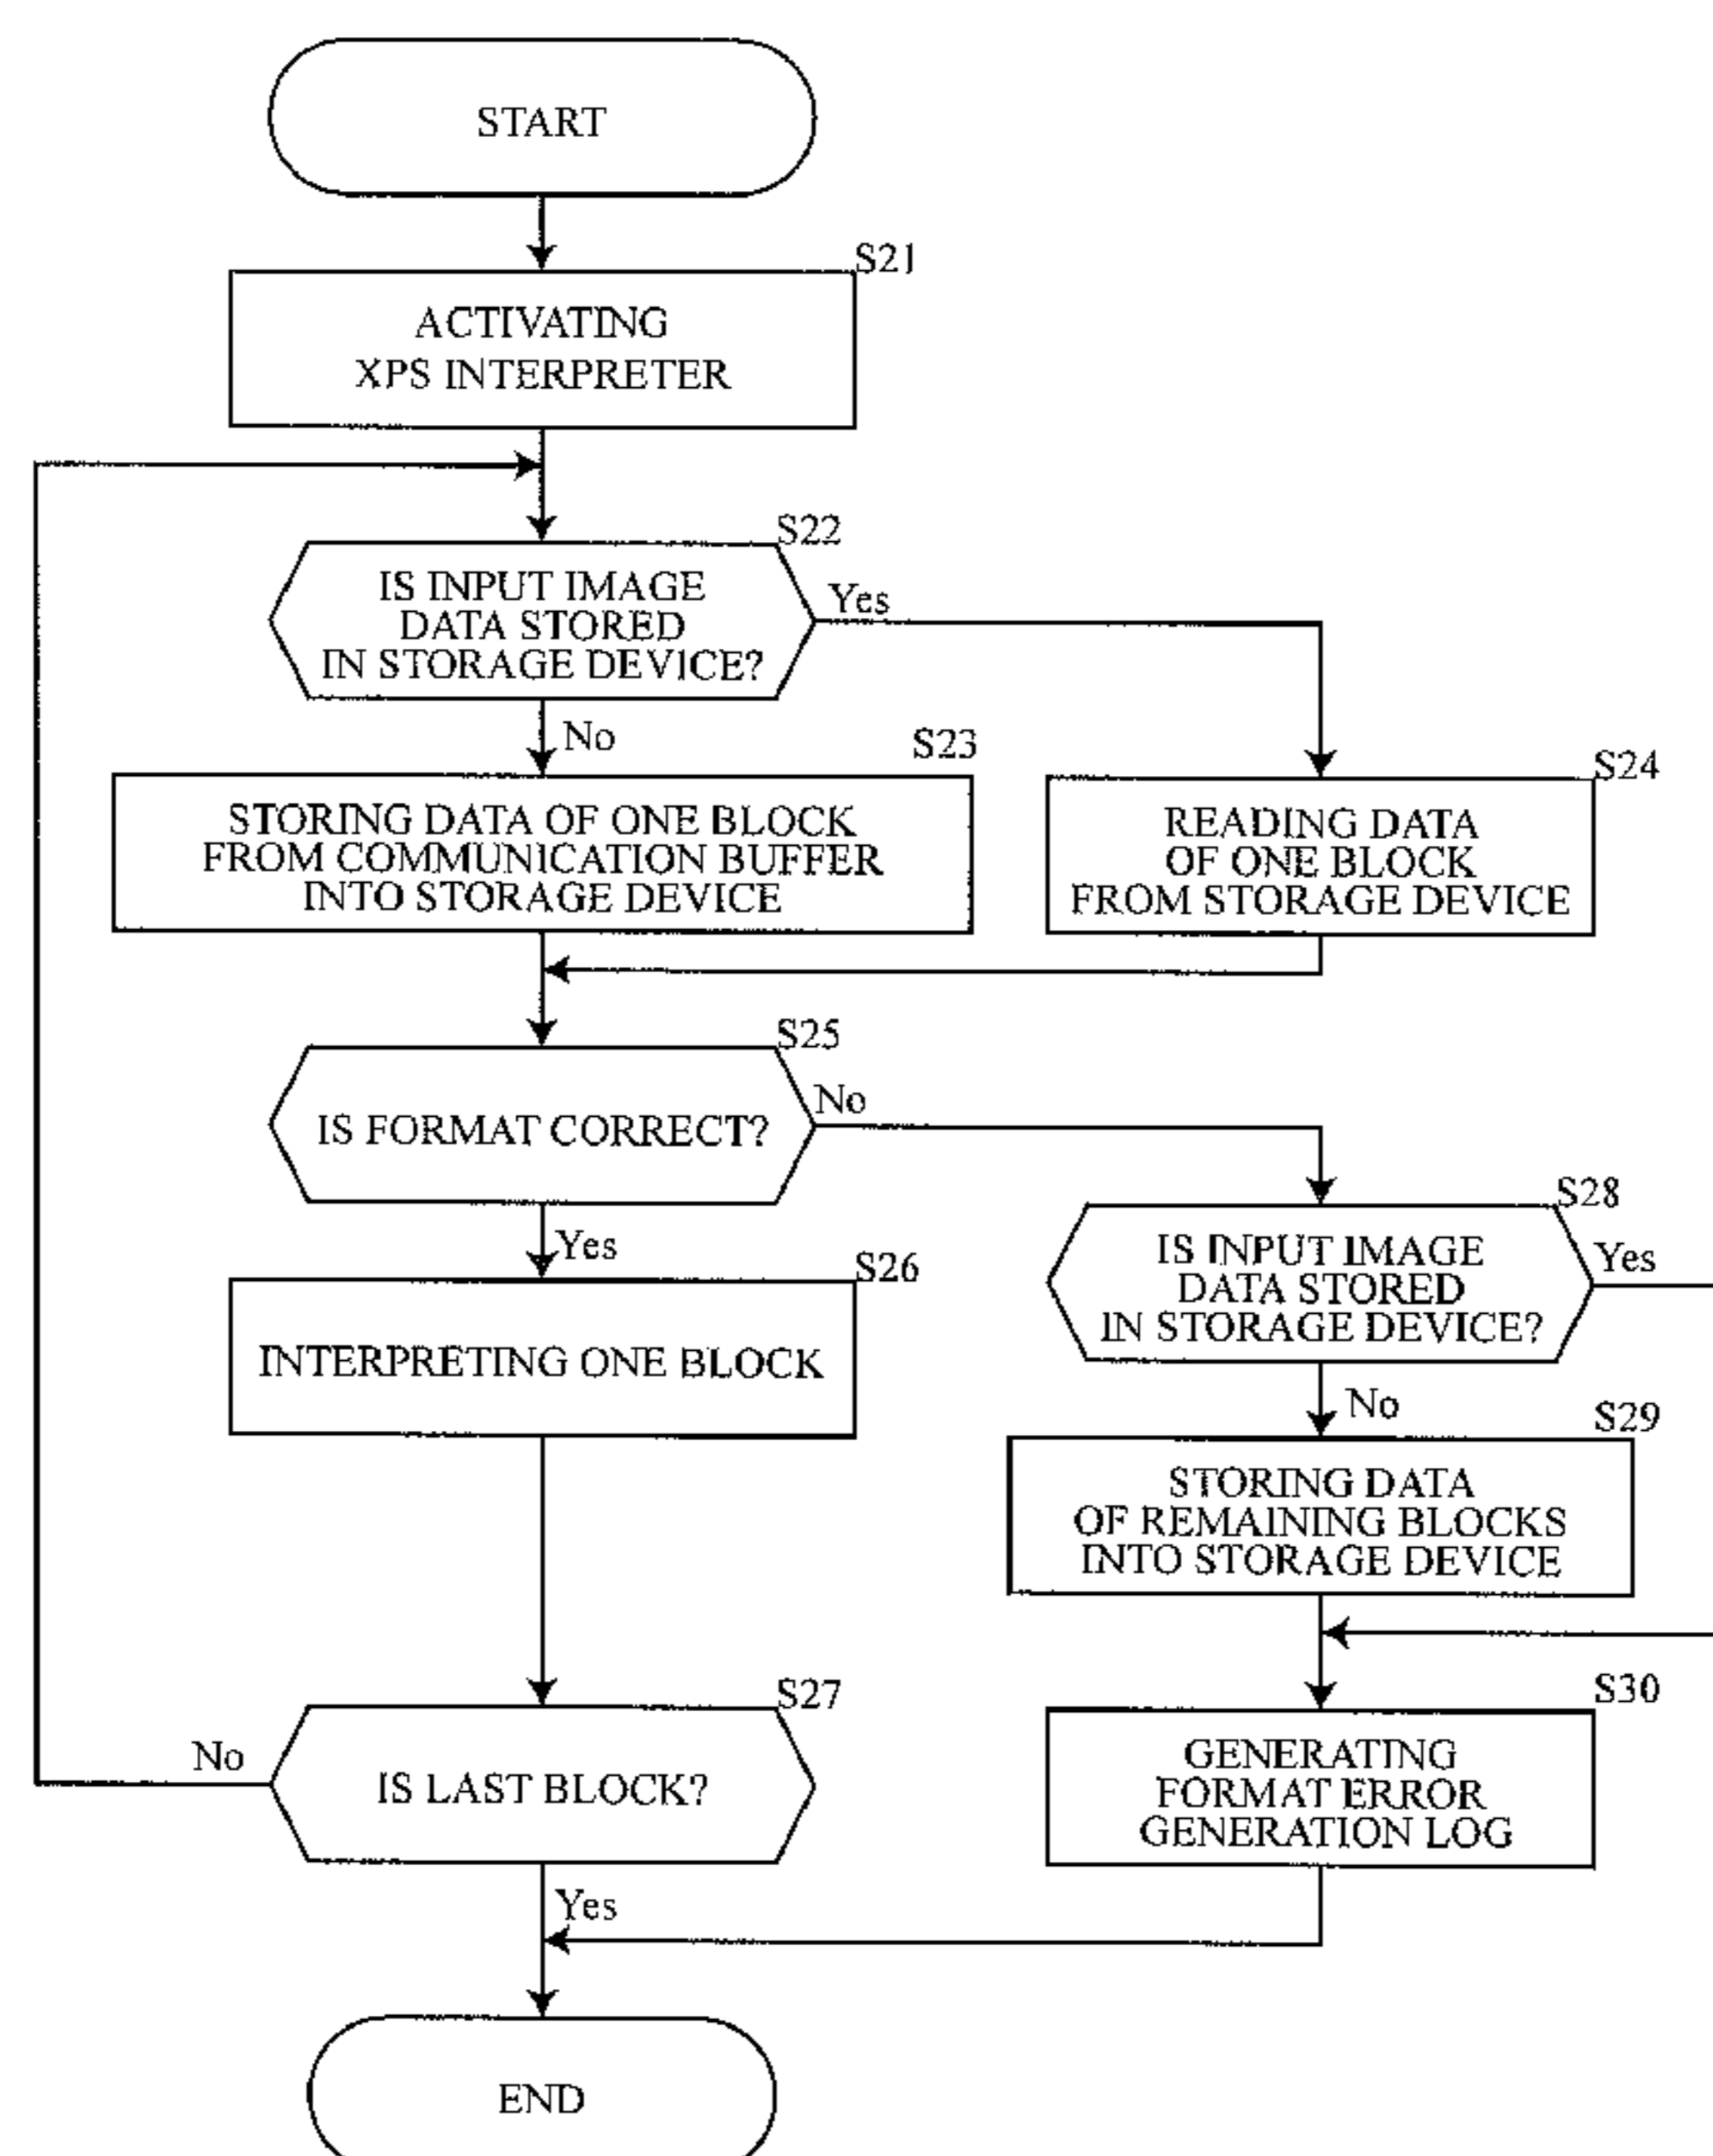 START
S21
ACTIVATING
XPS INTERPRETER
S22
IS INPUT IMAGE
DATA STORED
IN STORAGE DEVICE?
Yes
No
S23
STORING DATA OF ONE BLOCK
FROM COMMUNICATION BUFFER
INTO STORAGE DEVICE
S24
READING DATA
OF ONE BLOCK
FROM STORAGE DEVICE
S25
IS FORMAT CORRECT?
No
Yes
S26
INTERPRETING ONE BLOCK
S28
IS INPUT IMAGE
DATA STORED
IN STORAGE DEVICE?
Yes
No
S29
STORING DATA
OF REMAINING BLOCKS
INTO STORAGE DEVICE
S27
IS LAST BLOCK?
No
Yes
S30
GENERATING
FORMAT ERROR
GENERATION LOG
END